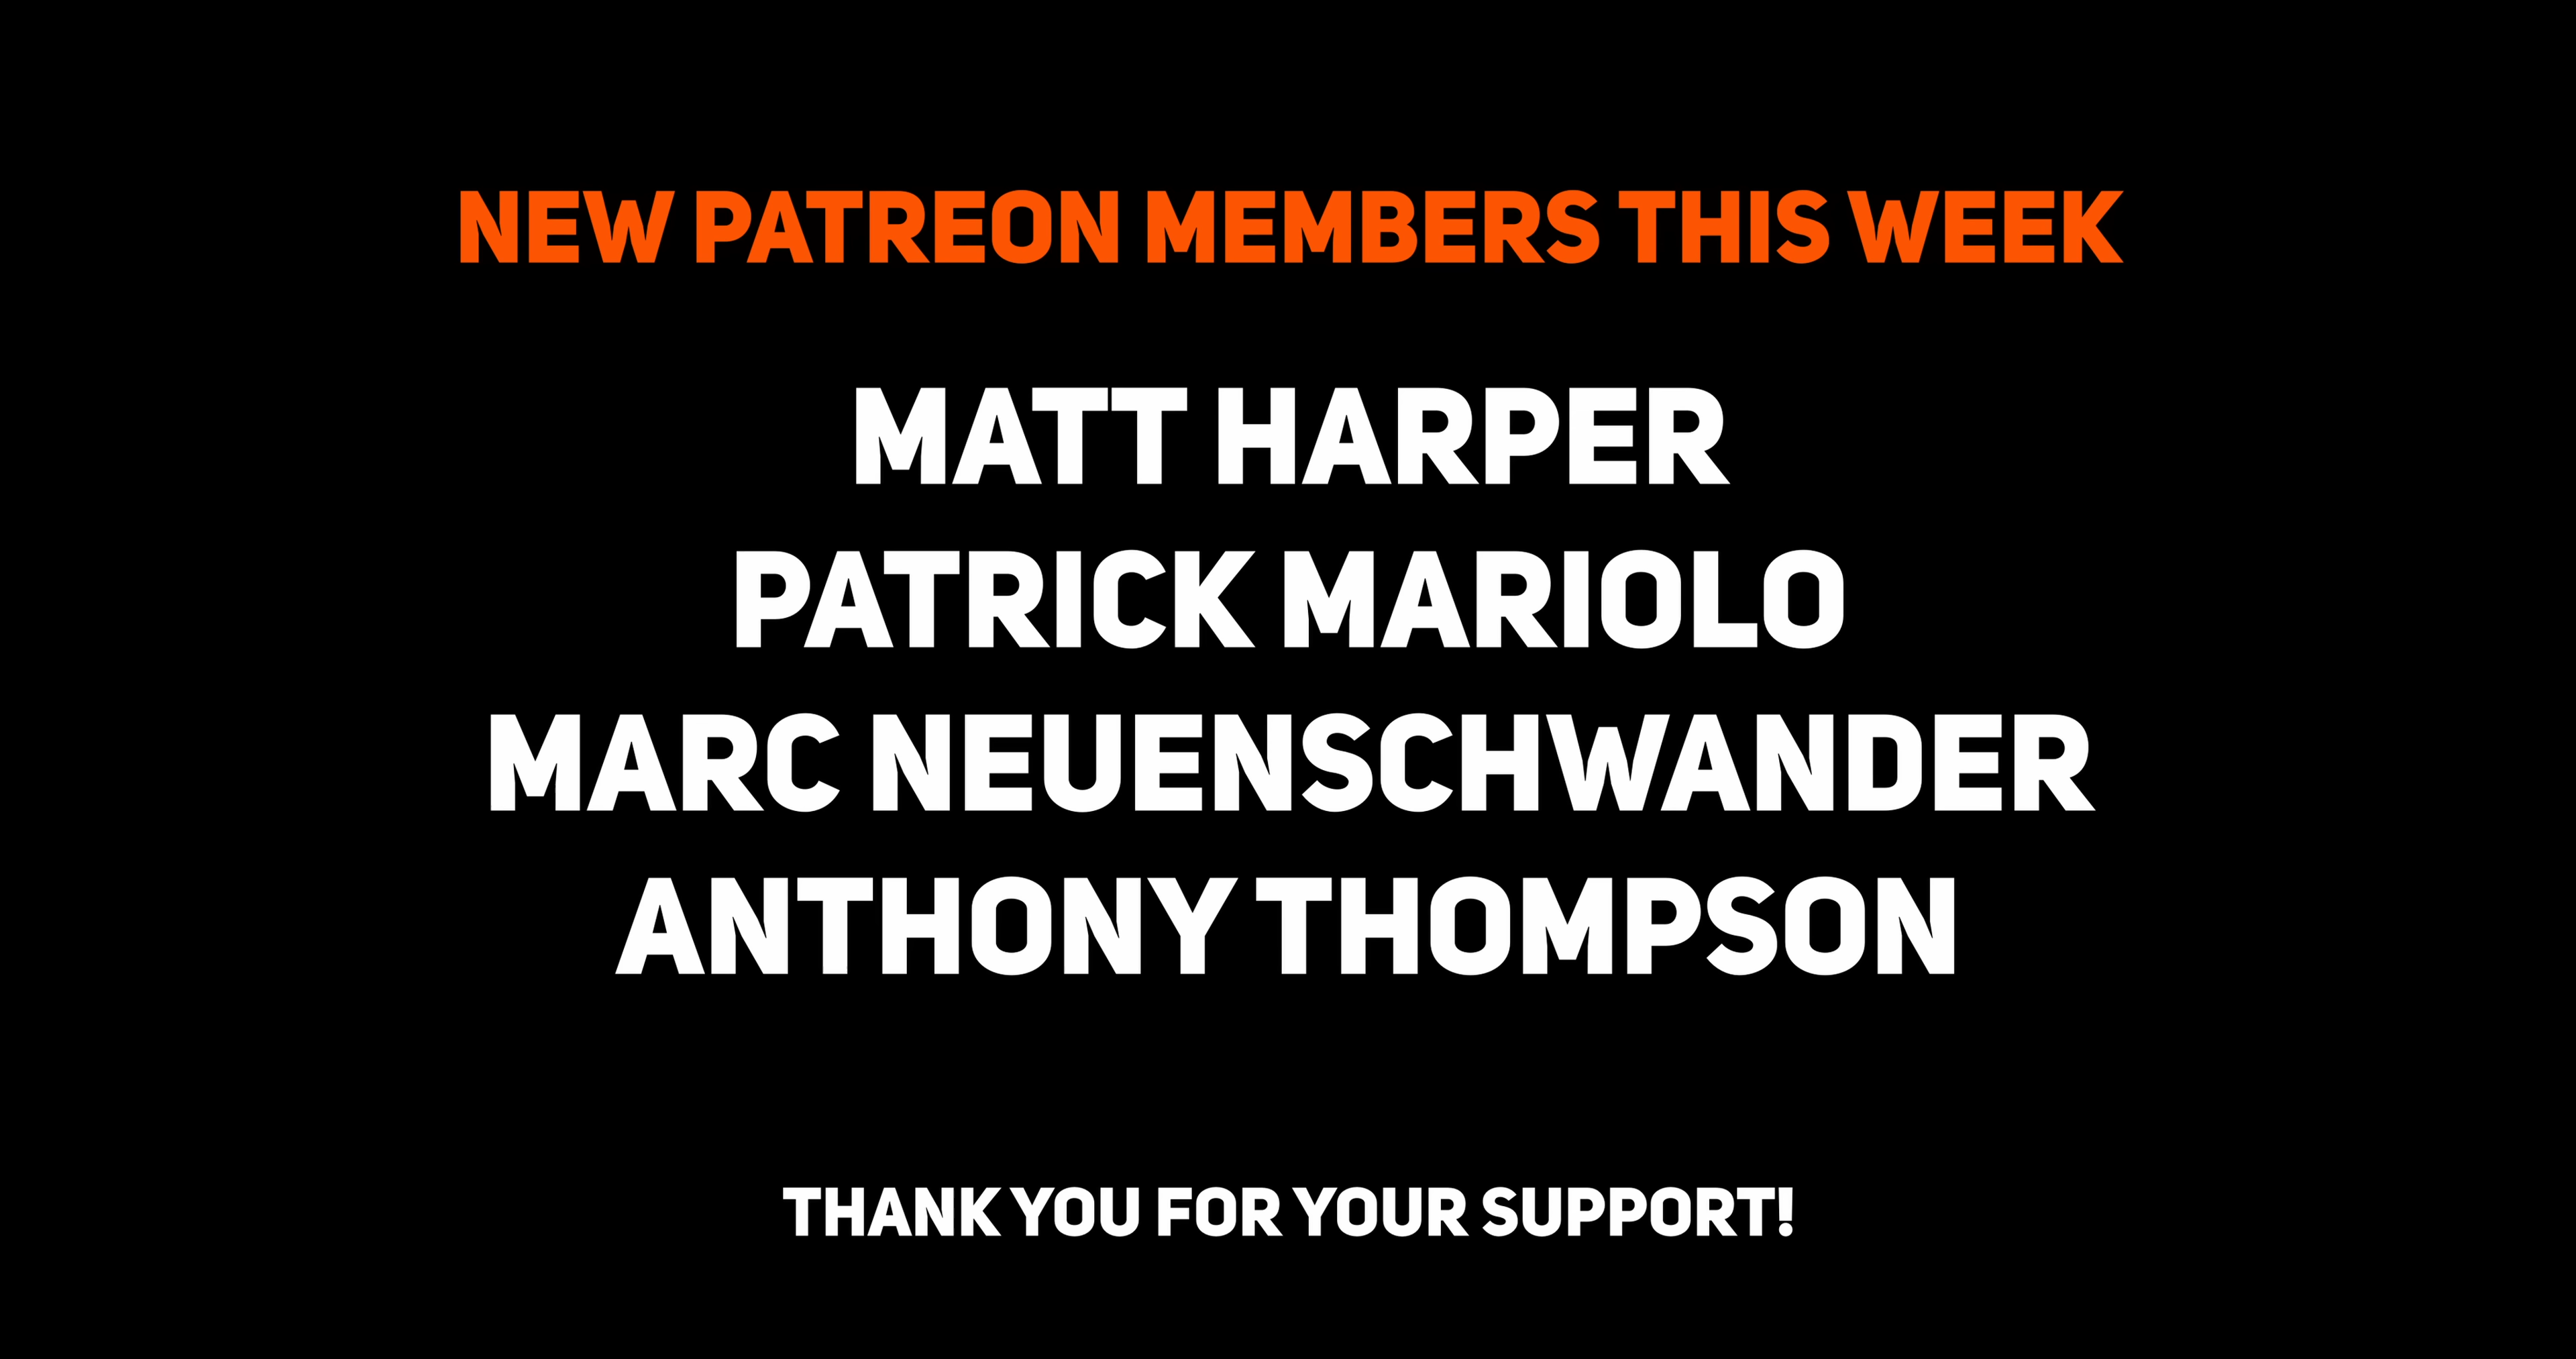 NEW PATREON MEMBERS THIS WEEK
MATT HARPER
PATRICK MARIOLO
MARC NEUENSCHWANDER
ANTHONY THOMPSON
THANK YOU FOR YOUR SUPPORT!